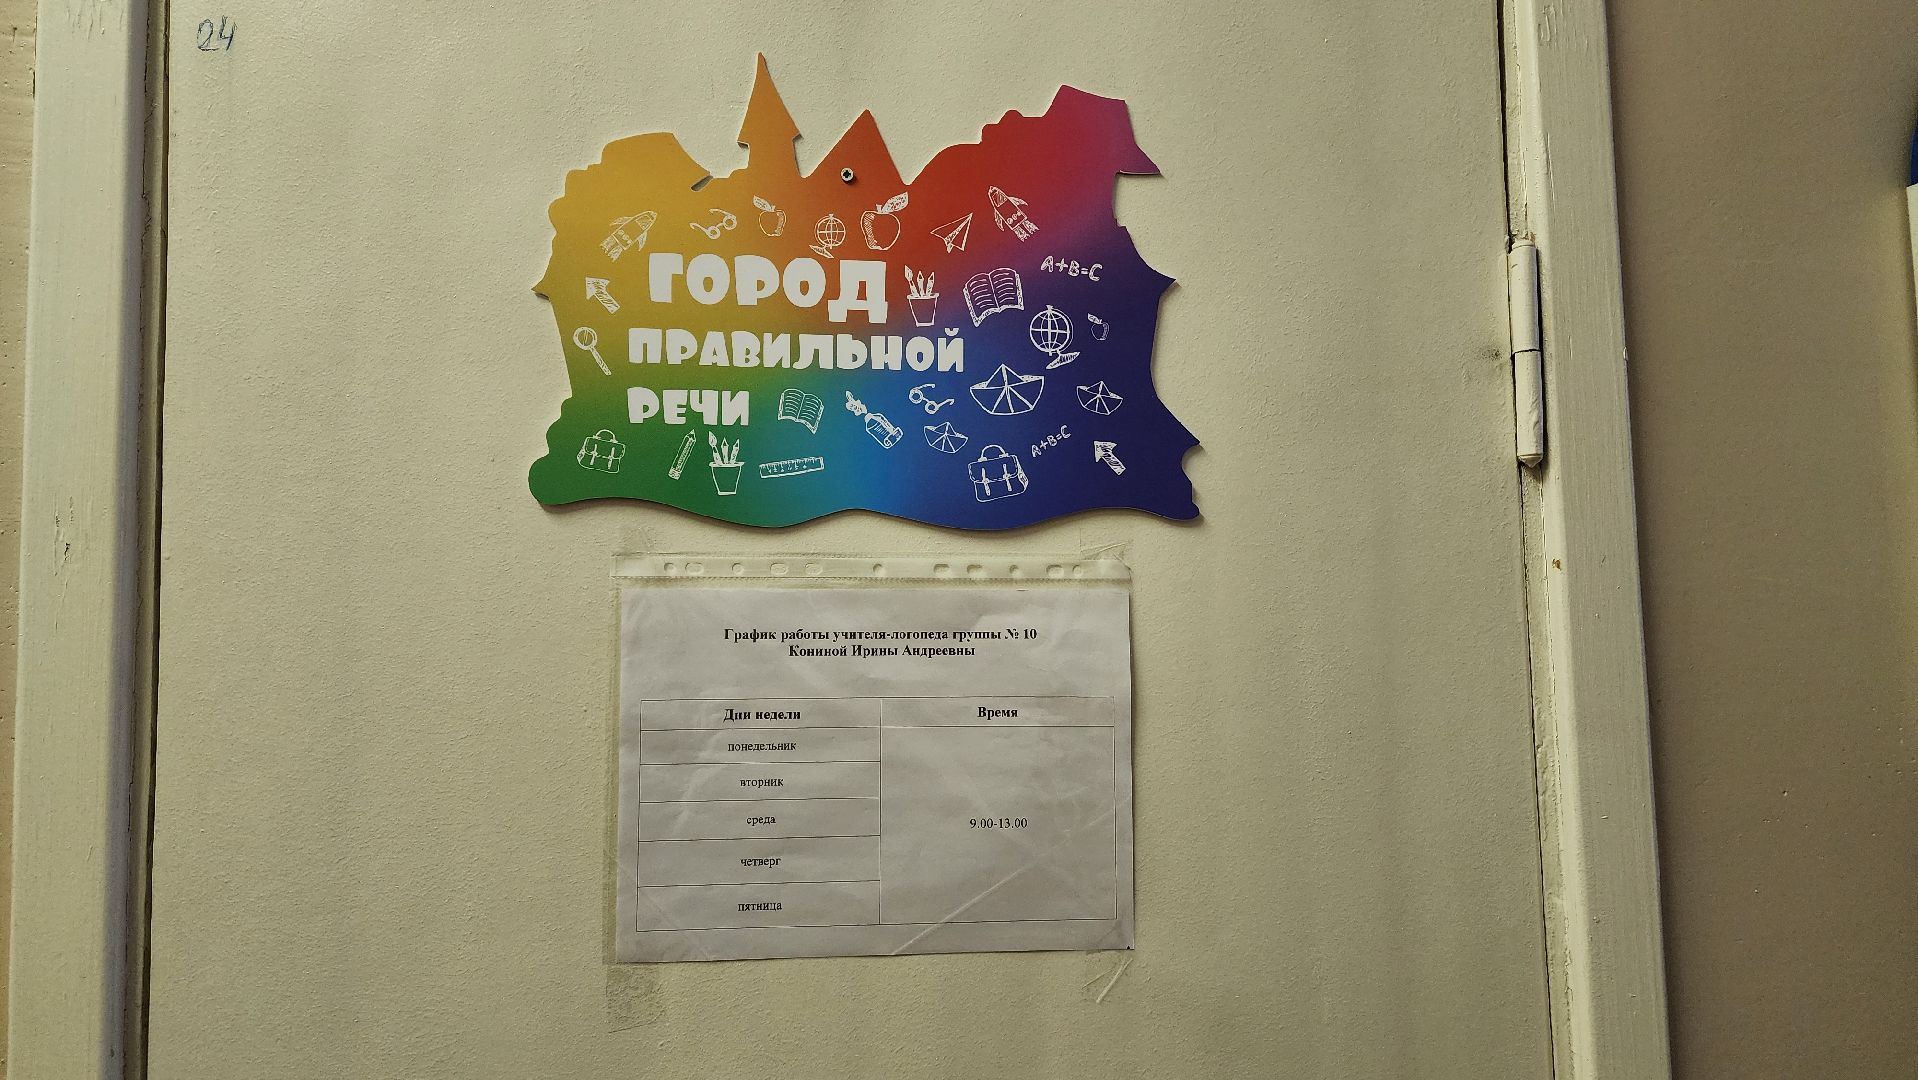 24
A+B=C
ГОРОД
ПРАВИЛЬНОЙ
РЕЧИ
A+B=C
График работы учителя-логопеда группы № 10
Кониной Ирины Андреевны
Дни недели Время
понедельник
вторник
среда
9.00-13.00
четверг
пятница